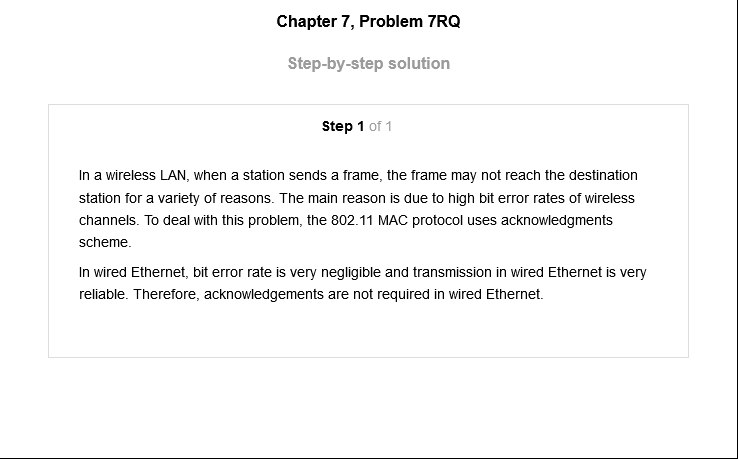 Chapter 7, Problem 7RQ
Step-by-step solution
Step 1 of 1
In a wireless LAN, when a station sends a frame, the frame may not reach the destination
station for a variety of reasons. The main reason is due to high bit error rates of wireless
channels. To deal with this problem, the 802.11 MAC protocol uses acknowledgments
scheme.
In wired Ethernet, bit error rate is very negligible and transmission in wired Ethernet is very
reliable. Therefore, acknowledgements are not required in wired Ethernet.